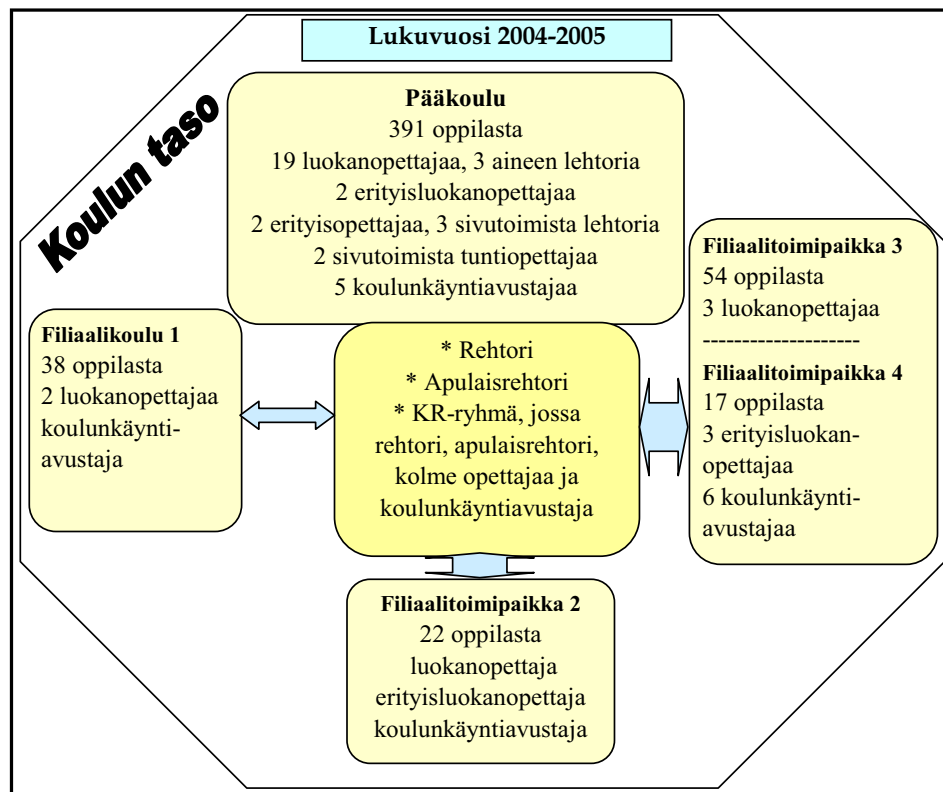 Lukuvuosi 2004-2005
Koulun taso
Pääkoulu
391 oppilasta
19 luokanopettajaa, 3 aineen lehtoria
2 erityisluokanopettajaa
2 erityisopettajaa, 3 sivutoimista lehtoria
2 sivutoimista tuntiopettajaa
5 koulunkäyntiavustajaa
Filiaalikoulu 1
38 oppilasta
2 luokanopettajaa
koulunkäynti-
avustaja
* Rehtori
* Apulaisrehtori
* KR-ryhmä, jossa
rehtori, apulaisrehtori,
kolme opettajaa ja
koulunkäyntiavustaja
Filiaalitoimipaikka 3
54 oppilasta
3 luokanopettajaa
--------------------
Filiaalitoimipaikka 4
17 oppilasta
3 erityisluokan-
opettajaa
6 koulunkäynti-
avustajaa
Filiaalitoimipaikka 2
22 oppilasta
luokanopettaja
erityisluokanopettaja
koulunkäyntiavustaja